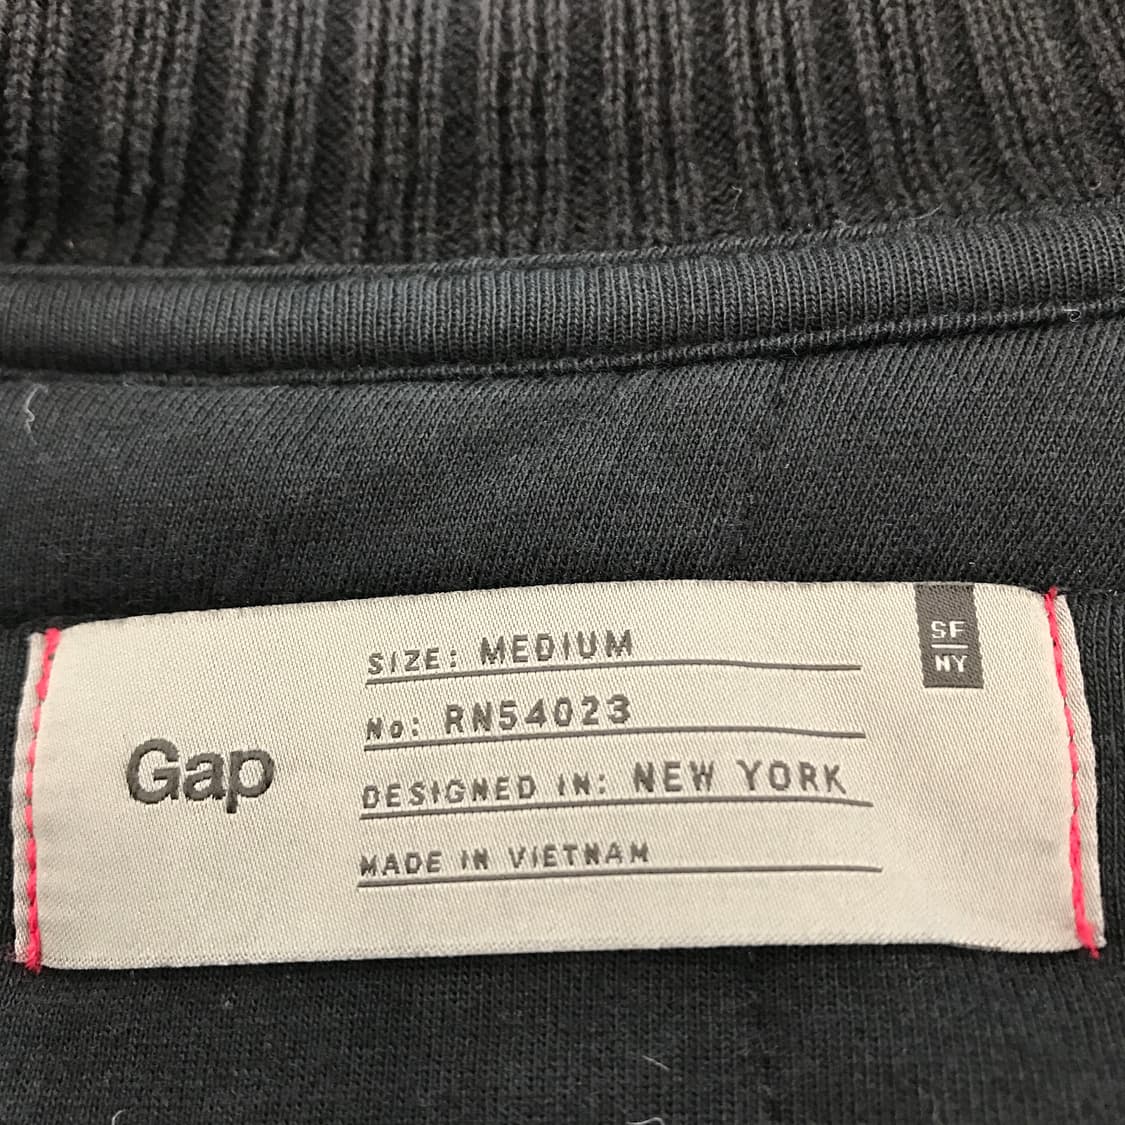 Gap
SIZE: MEDIUM
No: RN54023
DESIGNED IN: NEW YORK
MADE IN VIETNAM
SF
NY